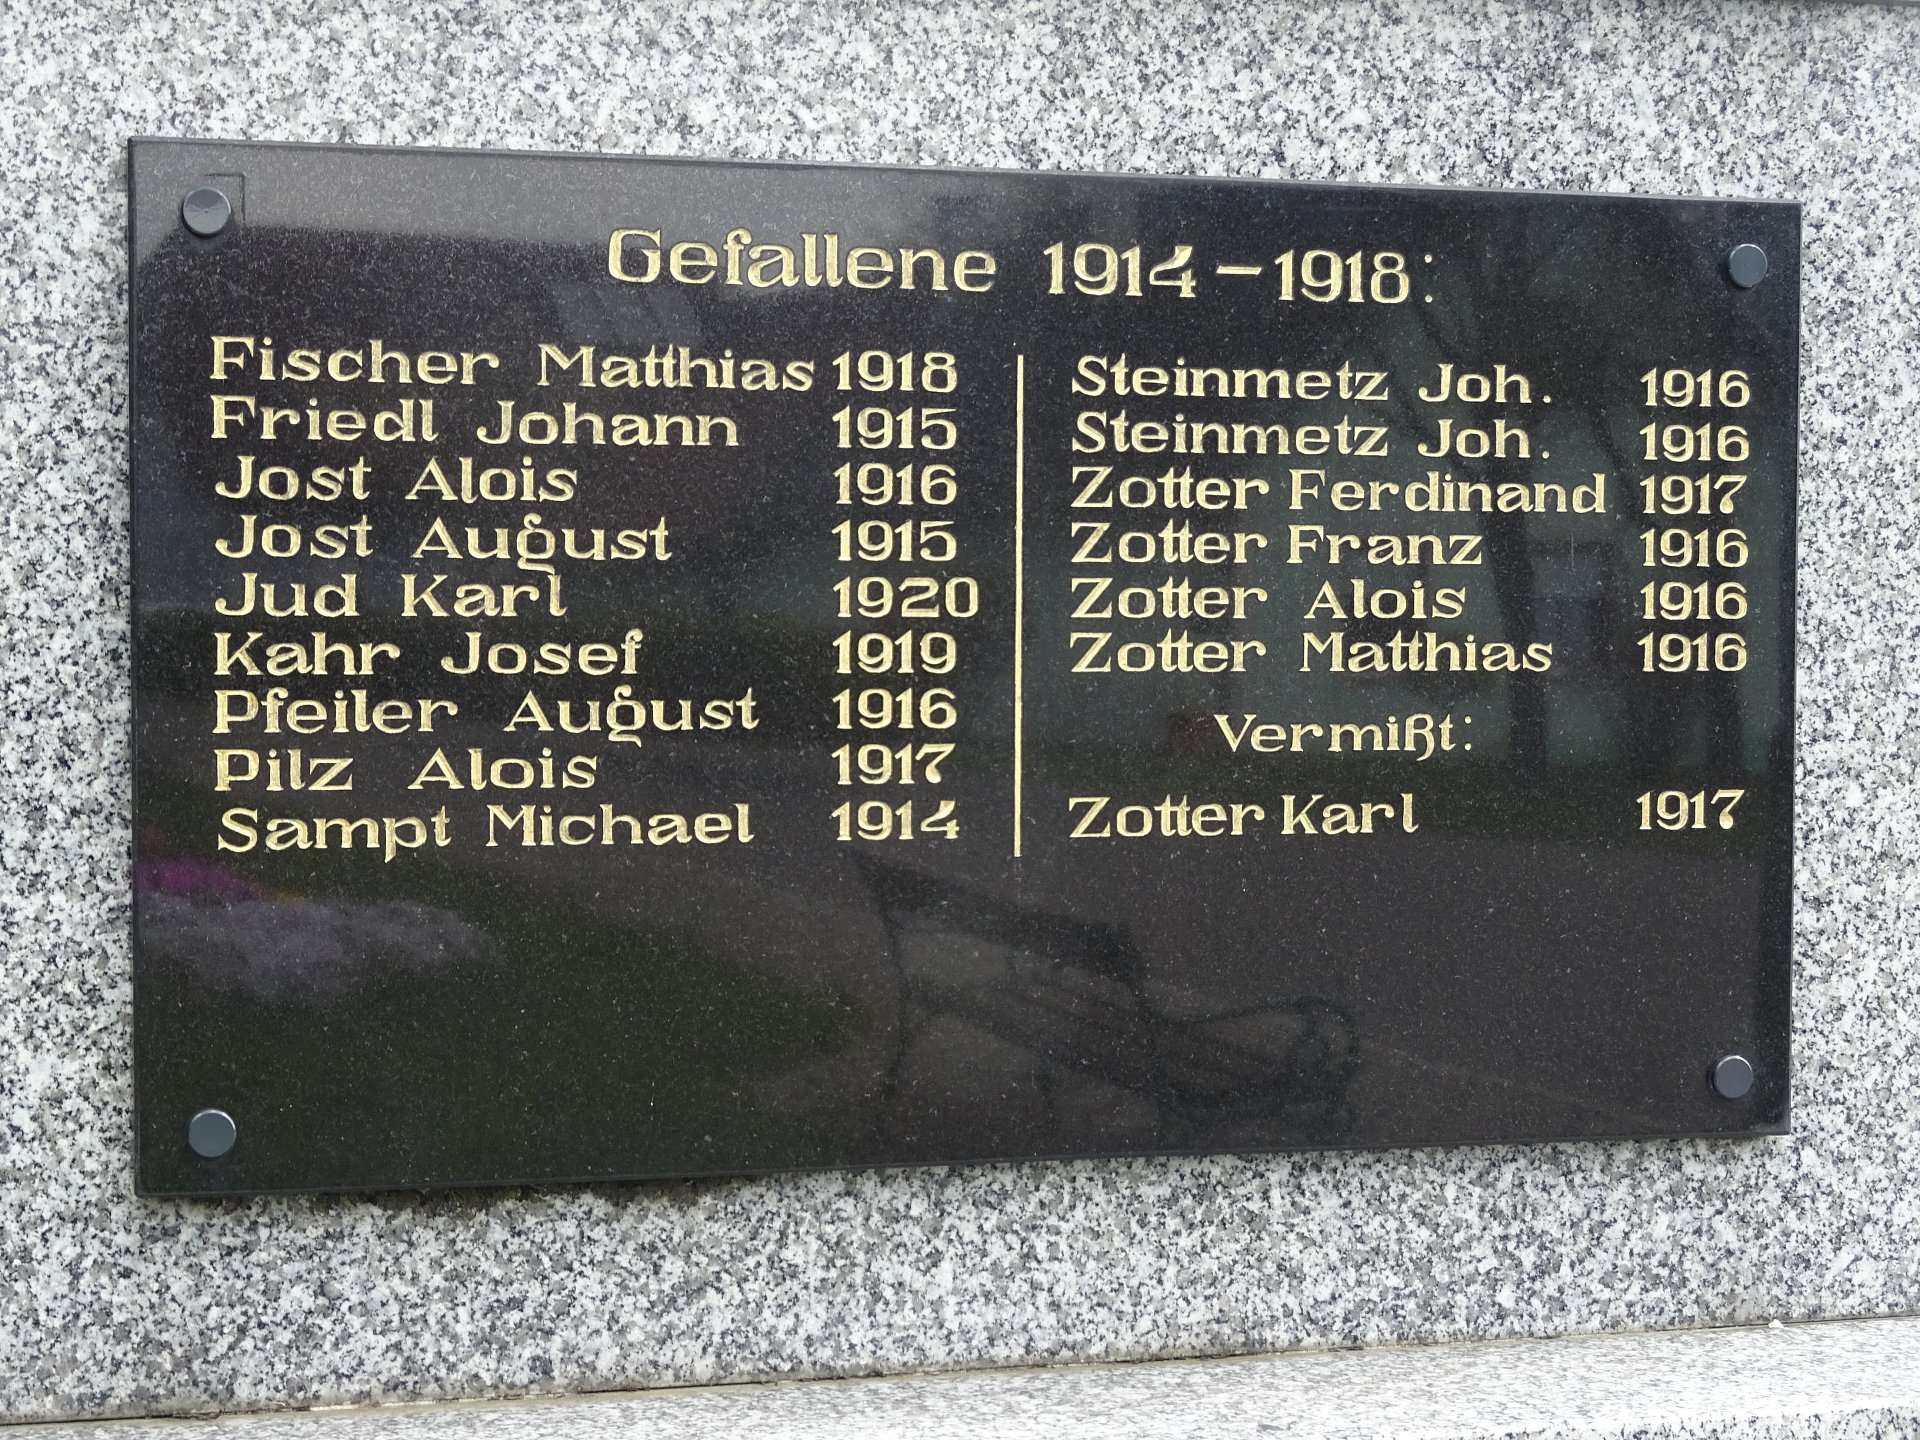 Gefallene 1914 – 1918:
Fischer Matthias 1918
Friedl Johann 1915
Jost Alois 1916
Jost August 1915
Jud Karl 1920
Kahr Josef 1919
Pfeiler August 1916
Pilz Alois 1917
Sampt Michael 1914
Steinmetz Joh. 1916
Steinmetz Joh. 1916
Zotter Ferdinand 1917
Zotter Franz 1916
Zotter Alois 1916
Zotter Matthias 1916
Vermißt:
Zotter Karl 1917